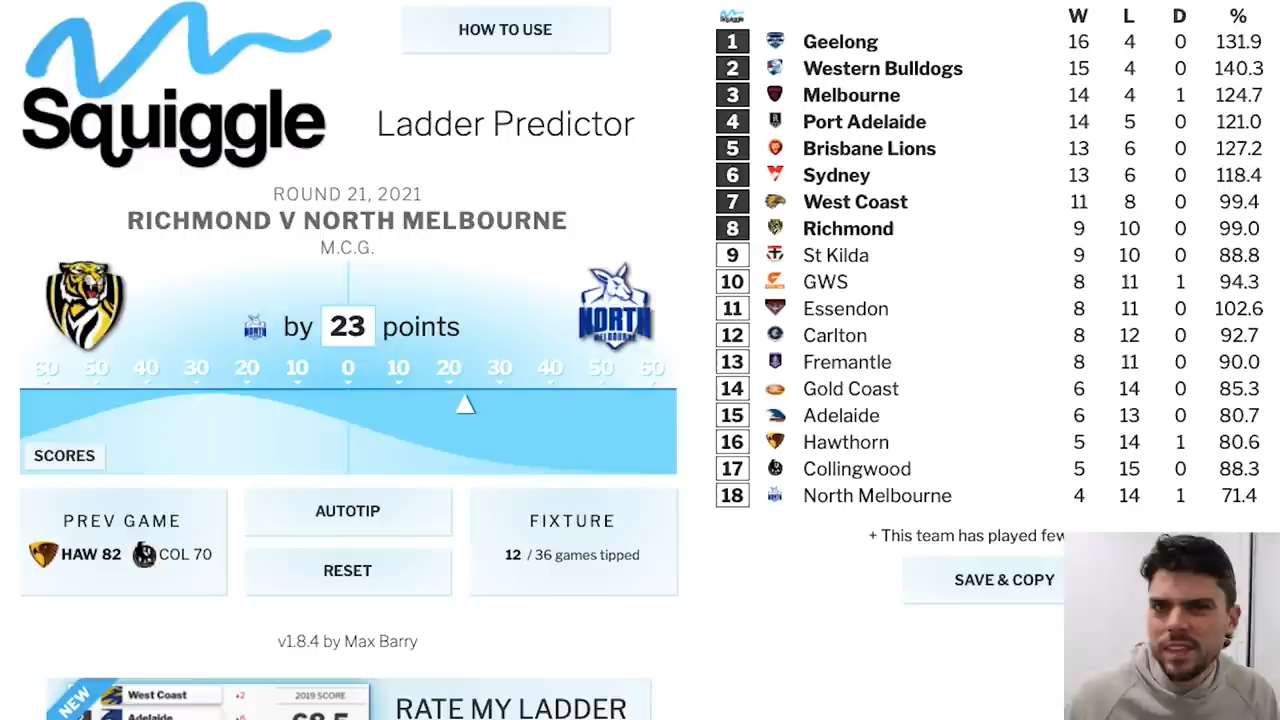 HOW TO USE
Squiggle
Ladder Predictor
ROUND 21, 2021
RICHMOND V NORTH MELBOURNE
M.C.G.
NORTH
by 23 points
60 50 40 30 20 10 0 10 20 30 40 50 60
SCORES
PREV GAME
HAW 82 COL 70
AUTOTIP
RESET
FIXTURE
12 / 36 games tipped
v1.8.4 by Max Barry
NEW
West Coast 2 2019 SCORE
Adelaide
RATE MY LADDER
Squiggle W L D %
1 Geelong 16 4 0 131.9
2 Western Bulldogs 15 4 0 140.3
3 Melbourne 14 4 1 124.7
4 Port Adelaide 14 5 0 121.0
5 Brisbane Lions 13 6 0 127.2
6 Sydney 13 6 0 118.4
7 West Coast 11 8 0 99.4
8 Richmond 9 10 0 99.0
9 St Kilda 9 10 0 88.8
10 GWS 8 11 1 94.3
11 Essendon 8 11 0 102.6
12 Carlton 8 12 0 92.7
13 Fremantle 8 11 0 90.0
14 Gold Coast 6 14 0 85.3
15 Adelaide 6 13 0 80.7
16 Hawthorn 5 14 1 80.6
17 Collingwood 5 15 0 88.3
18 North Melbourne 4 14 1 71.4
+ This team has played few
SAVE & COPY